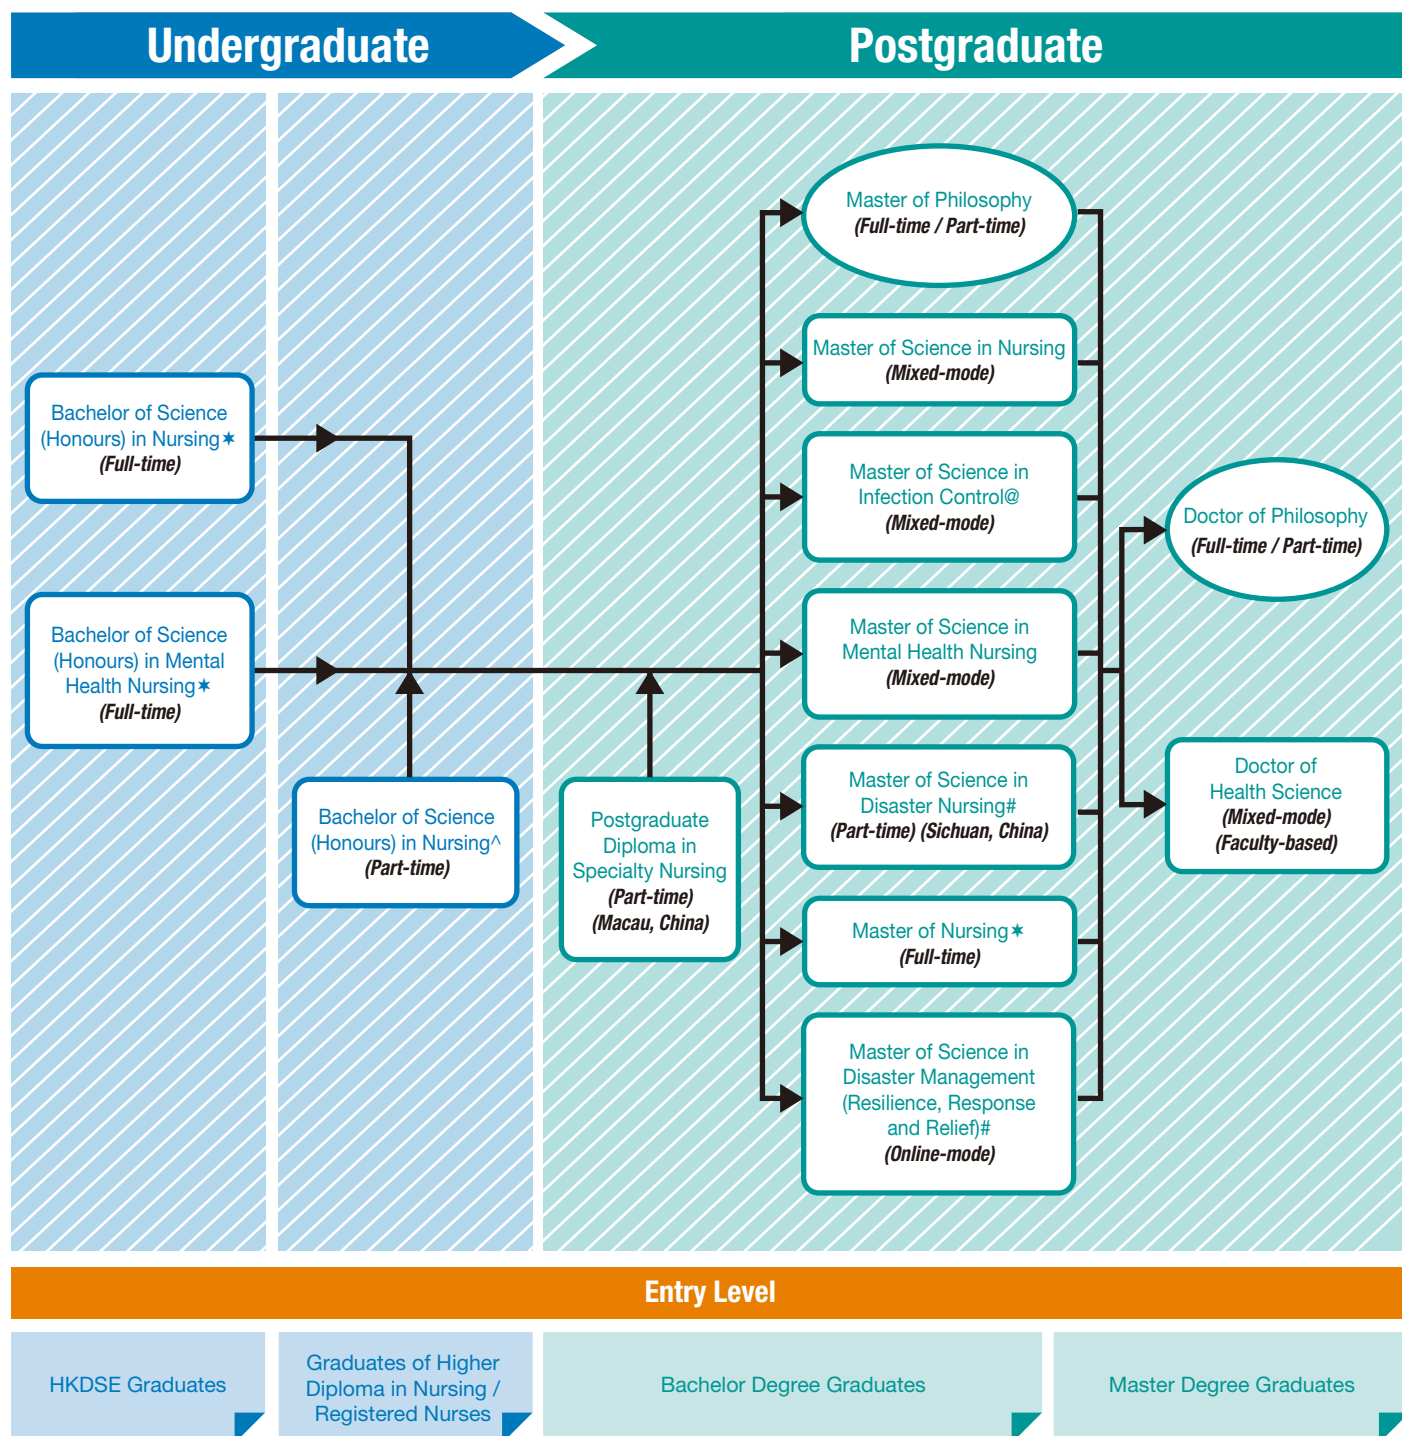 Undergraduate
Postgraduate
Bachelor of Science
(Honours) in Nursing✶
(Full-time)
Bachelor of Science
(Honours) in Mental
Health Nursing✶
(Full-time)
Bachelor of Science
(Honours) in Nursing^
(Part-time)
Postgraduate
Diploma in
Specialty Nursing
(Part-time)
(Macau, China)
Master of Philosophy
(Full-time / Part-time)
Master of Science in Nursing
(Mixed-mode)
Master of Science in
Infection Control@
(Mixed-mode)
Master of Science in
Mental Health Nursing
(Mixed-mode)
Master of Science in
Disaster Nursing#
(Part-time) (Sichuan, China)
Master of Nursing✶
(Full-time)
Master of Science in
Disaster Management
(Resilience, Response
and Relief)#
(Online-mode)
Doctor of Philosophy
(Full-time / Part-time)
Doctor of
Health Science
(Mixed-mode)
(Faculty-based)
Entry Level
HKDSE Graduates
Graduates of Higher
Diploma in Nursing /
Registered Nurses
Bachelor Degree Graduates
Master Degree Graduates